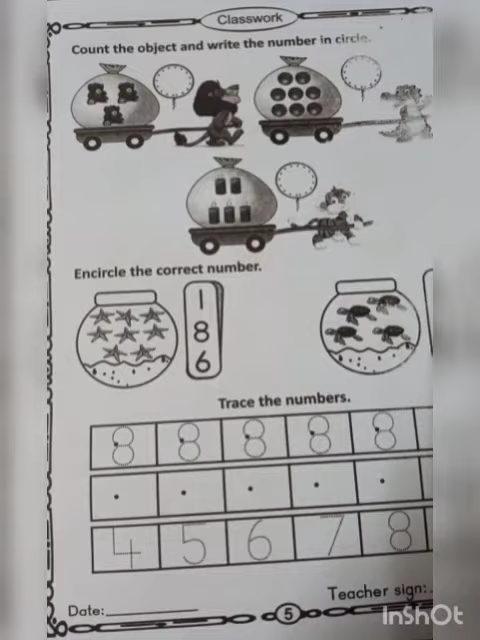 Classwork
Count the object and write the number in circle.
Encircle the correct number.
1
8
6
Trace the numbers.
8 8 8 8 8
4 5 6 7 8
Teacher sign:
Date:
5
InShOt